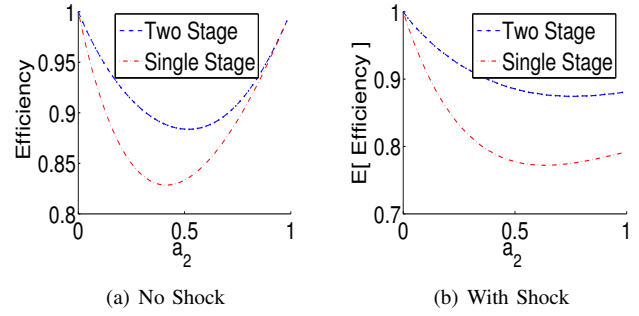 1
0.95
0.9
0.85
0.8
Efficiency
Two Stage
Single Stage
0
0.5
1
a_2
(a) No Shock
1
0.9
0.8
0.7
E[ Efficiency ]
Two Stage
Single Stage
0
0.5
1
a_2
(b) With Shock